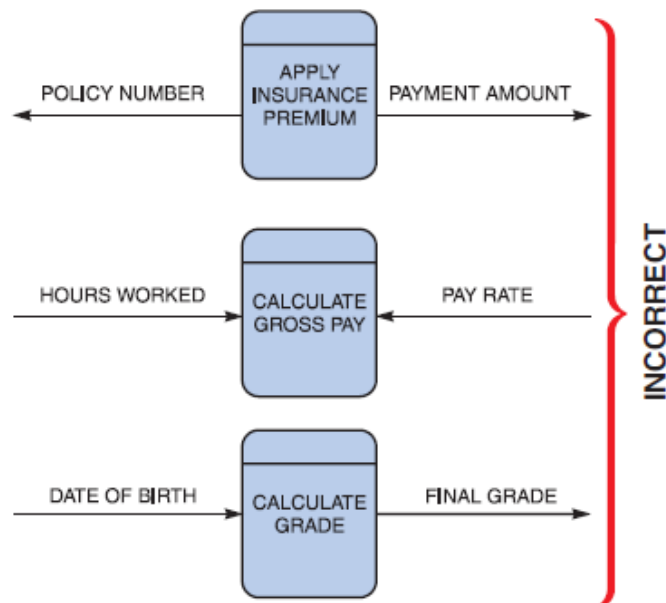 POLICY NUMBER
APPLY
INSURANCE
PREMIUM
PAYMENT AMOUNT
HOURS WORKED
CALCULATE
GROSS PAY
PAY RATE
DATE OF BIRTH
CALCULATE
GRADE
FINAL GRADE
INCORRECT